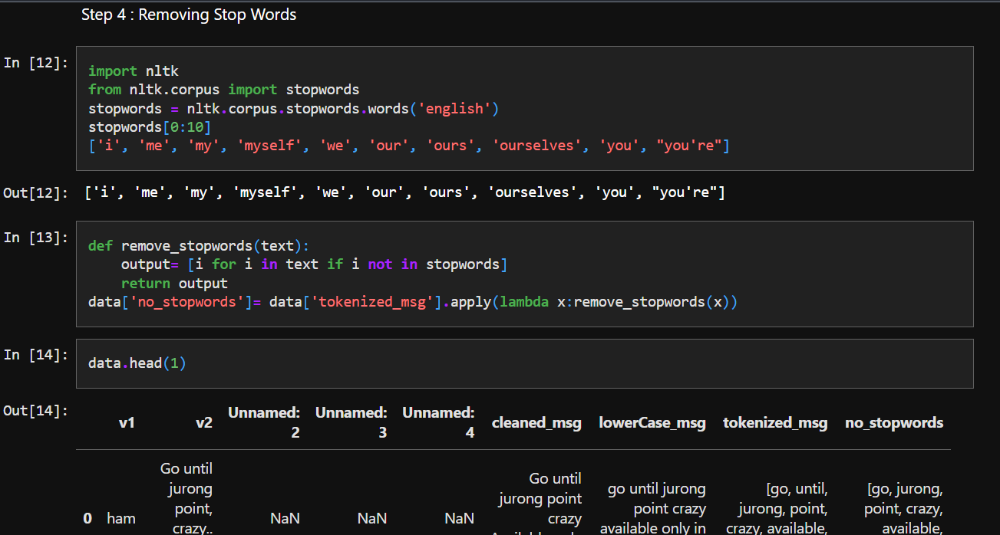 Step 4 : Removing Stop Words
In [12]:
import nltk
from nltk.corpus import stopwords
stopwords = nltk.corpus.stopwords.words('english')
stopwords[0:10]
['i', 'me', 'my', 'myself', 'we', 'our', 'ours', 'ourselves', 'you', "you're"]
Out[12]: ['i', 'me', 'my', 'myself', 'we', 'our', 'ours', 'ourselves', 'you', "you're"]
In [13]:
def remove_stopwords(text):
    output= [i for i in text if i not in stopwords]
    return output
data['no_stopwords']= data['tokenized_msg'].apply(lambda x:remove_stopwords(x))
In [14]:
data.head(1)
Out[14]:
v1 v2 Unnamed: 2 Unnamed: 3 Unnamed: 4 cleaned_msg lowerCase_msg tokenized_msg no_stopwords
0 ham
Go until
jurong
point,
crazy..
NaN NaN NaN
Go until
jurong point
crazy
go until jurong
point crazy
available only in
[go, until,
jurong, point,
crazy, available,
[go, jurong,
point, crazy,
available,